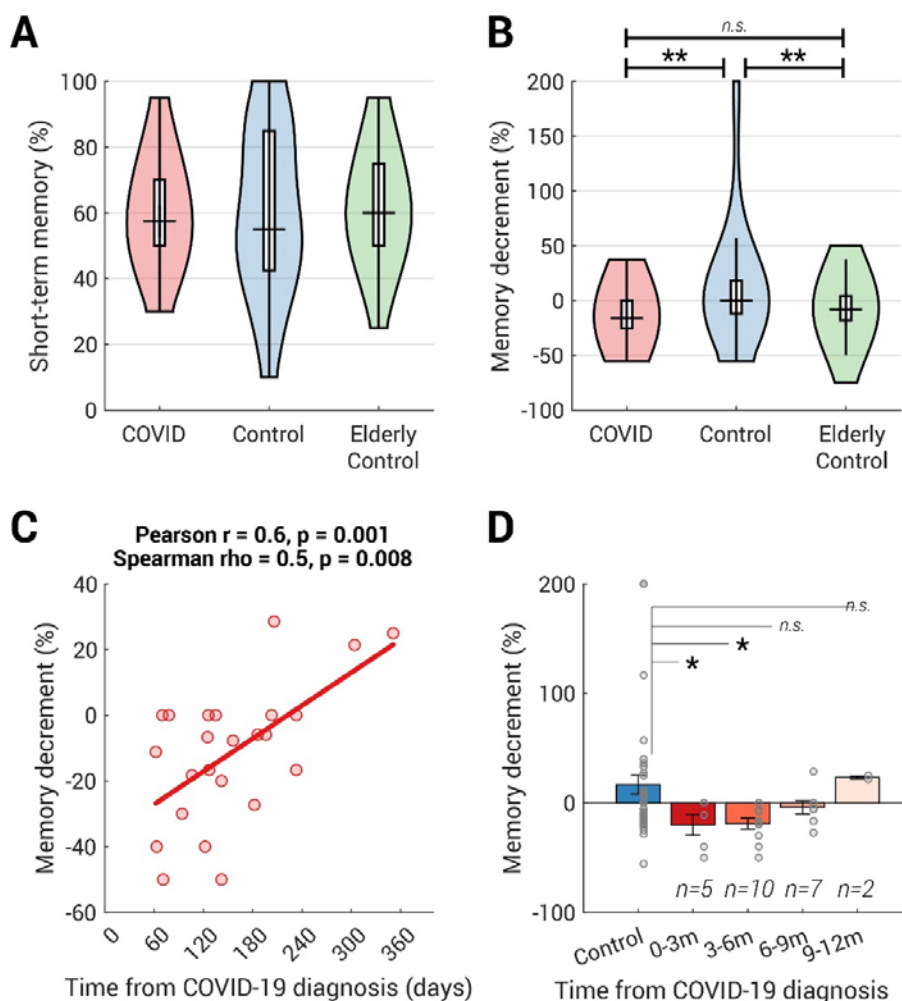 A
Short-term memory (%)
100
80
60
40
20
0
COVID
Control
Elderly
Control
B
n.s.
**
**
Memory decrement (%)
200
150
100
50
0
-50
-100
COVID
Control
Elderly
Control
C
Pearson r = 0.6, p = 0.001
Spearman rho = 0.5, p = 0.008
Memory decrement (%)
40
20
0
-20
-40
-60
0
60
120
180
240
300
360
Time from COVID-19 diagnosis (days)
D
Memory decrement (%)
200
100
0
-100
n.s.
n.s.
*
*
n=5 n=10 n=7 n=2
Control
0-3m
3-6m
6-9m
9-12m
Time from COVID-19 diagnosis